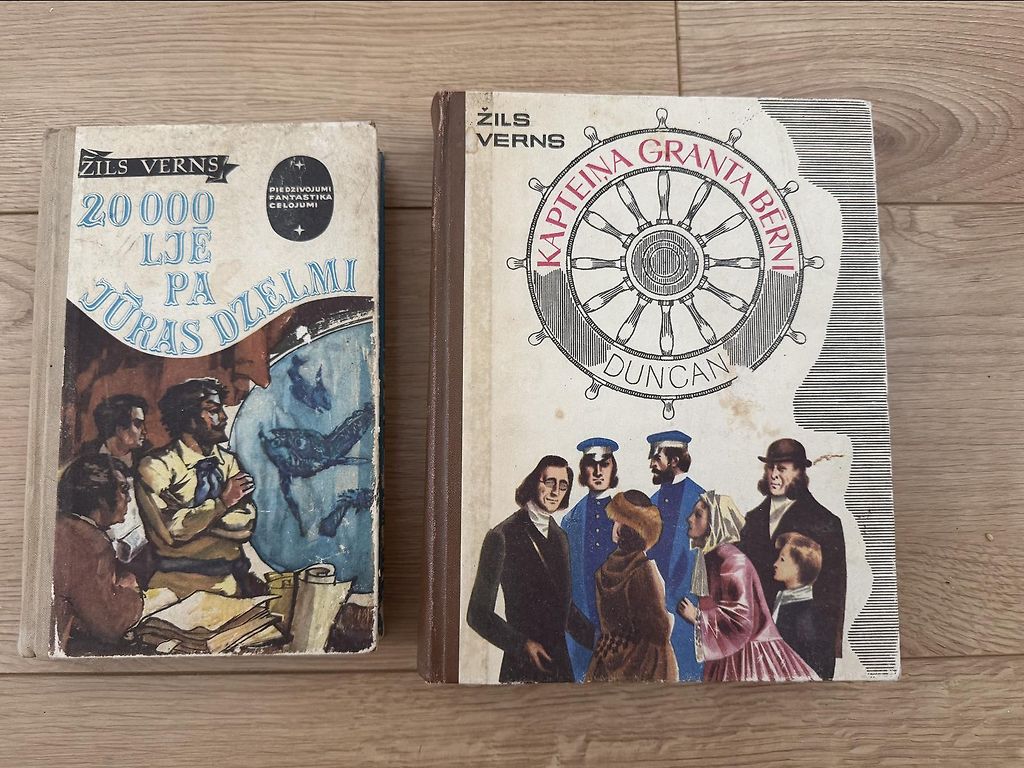 ŽILS VERNS
20 000
LJĒ
PA
JŪRAS DZELMI
PIEDZĪVOJUMI
FANTASTIKA
CEĻOJUMI
ŽILS
VERNS
KAPTEIŅA GRANTA BĒRNI
DUNCAN